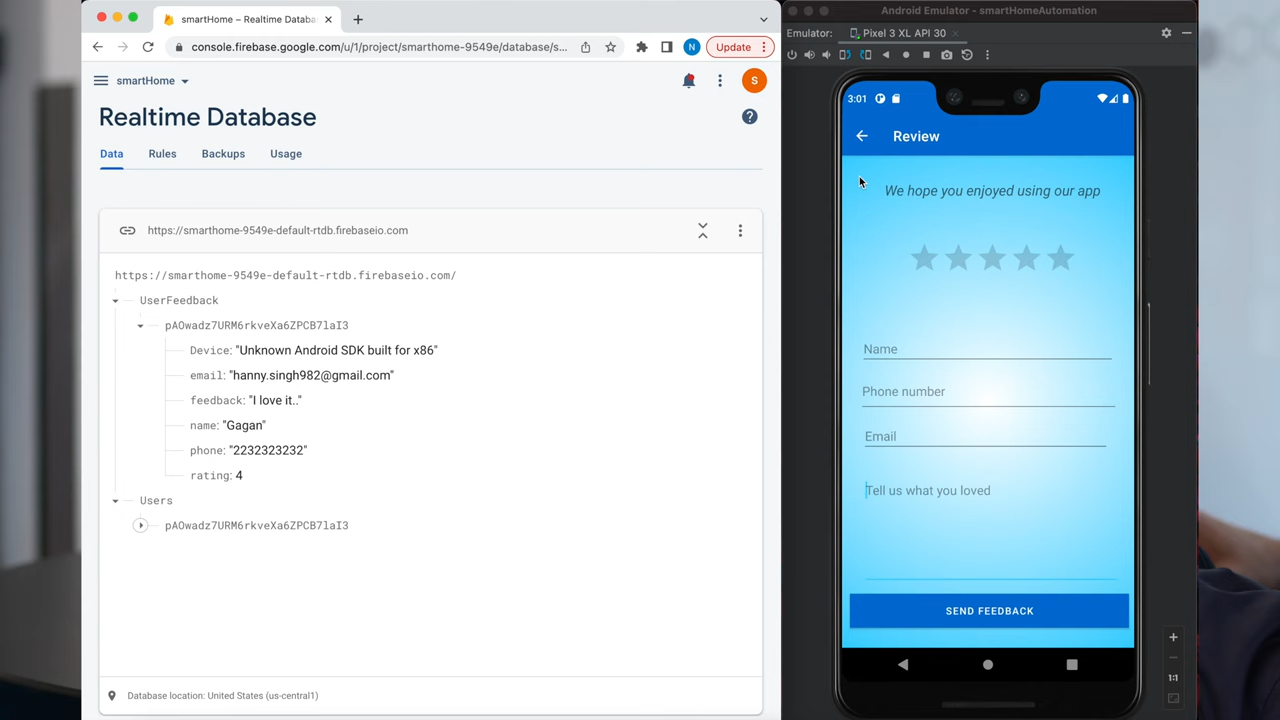 smartHome – Realtime Databa
console.firebase.google.com/u/1/project/smarthome-9549e/database/s...
N
Update
smartHome
S
Realtime Database
Data
Rules
Backups
Usage
https://smarthome-9549e-default-rtdb.firebaseio.com
https://smarthome-9549e-default-rtdb.firebaseio.com/
UserFeedback
pAOwadz7URM6rkveXa6ZPCB7laI3
Device: "Unknown Android SDK built for x86"
email: "hanny.singh982@gmail.com"
feedback: "I love it.."
name: "Gagan"
phone: "2232323232"
rating: 4
Users
pAOwadz7URM6rkveXa6ZPCB7laI3
Database location: United States (us-central1)
Android Emulator - smartHomeAutomation
Emulator:
Pixel 3 XL API 30
3:01
Review
We hope you enjoyed using our app
Name
Phone number
Email
Tell us what you loved
SEND FEEDBACK
1:1